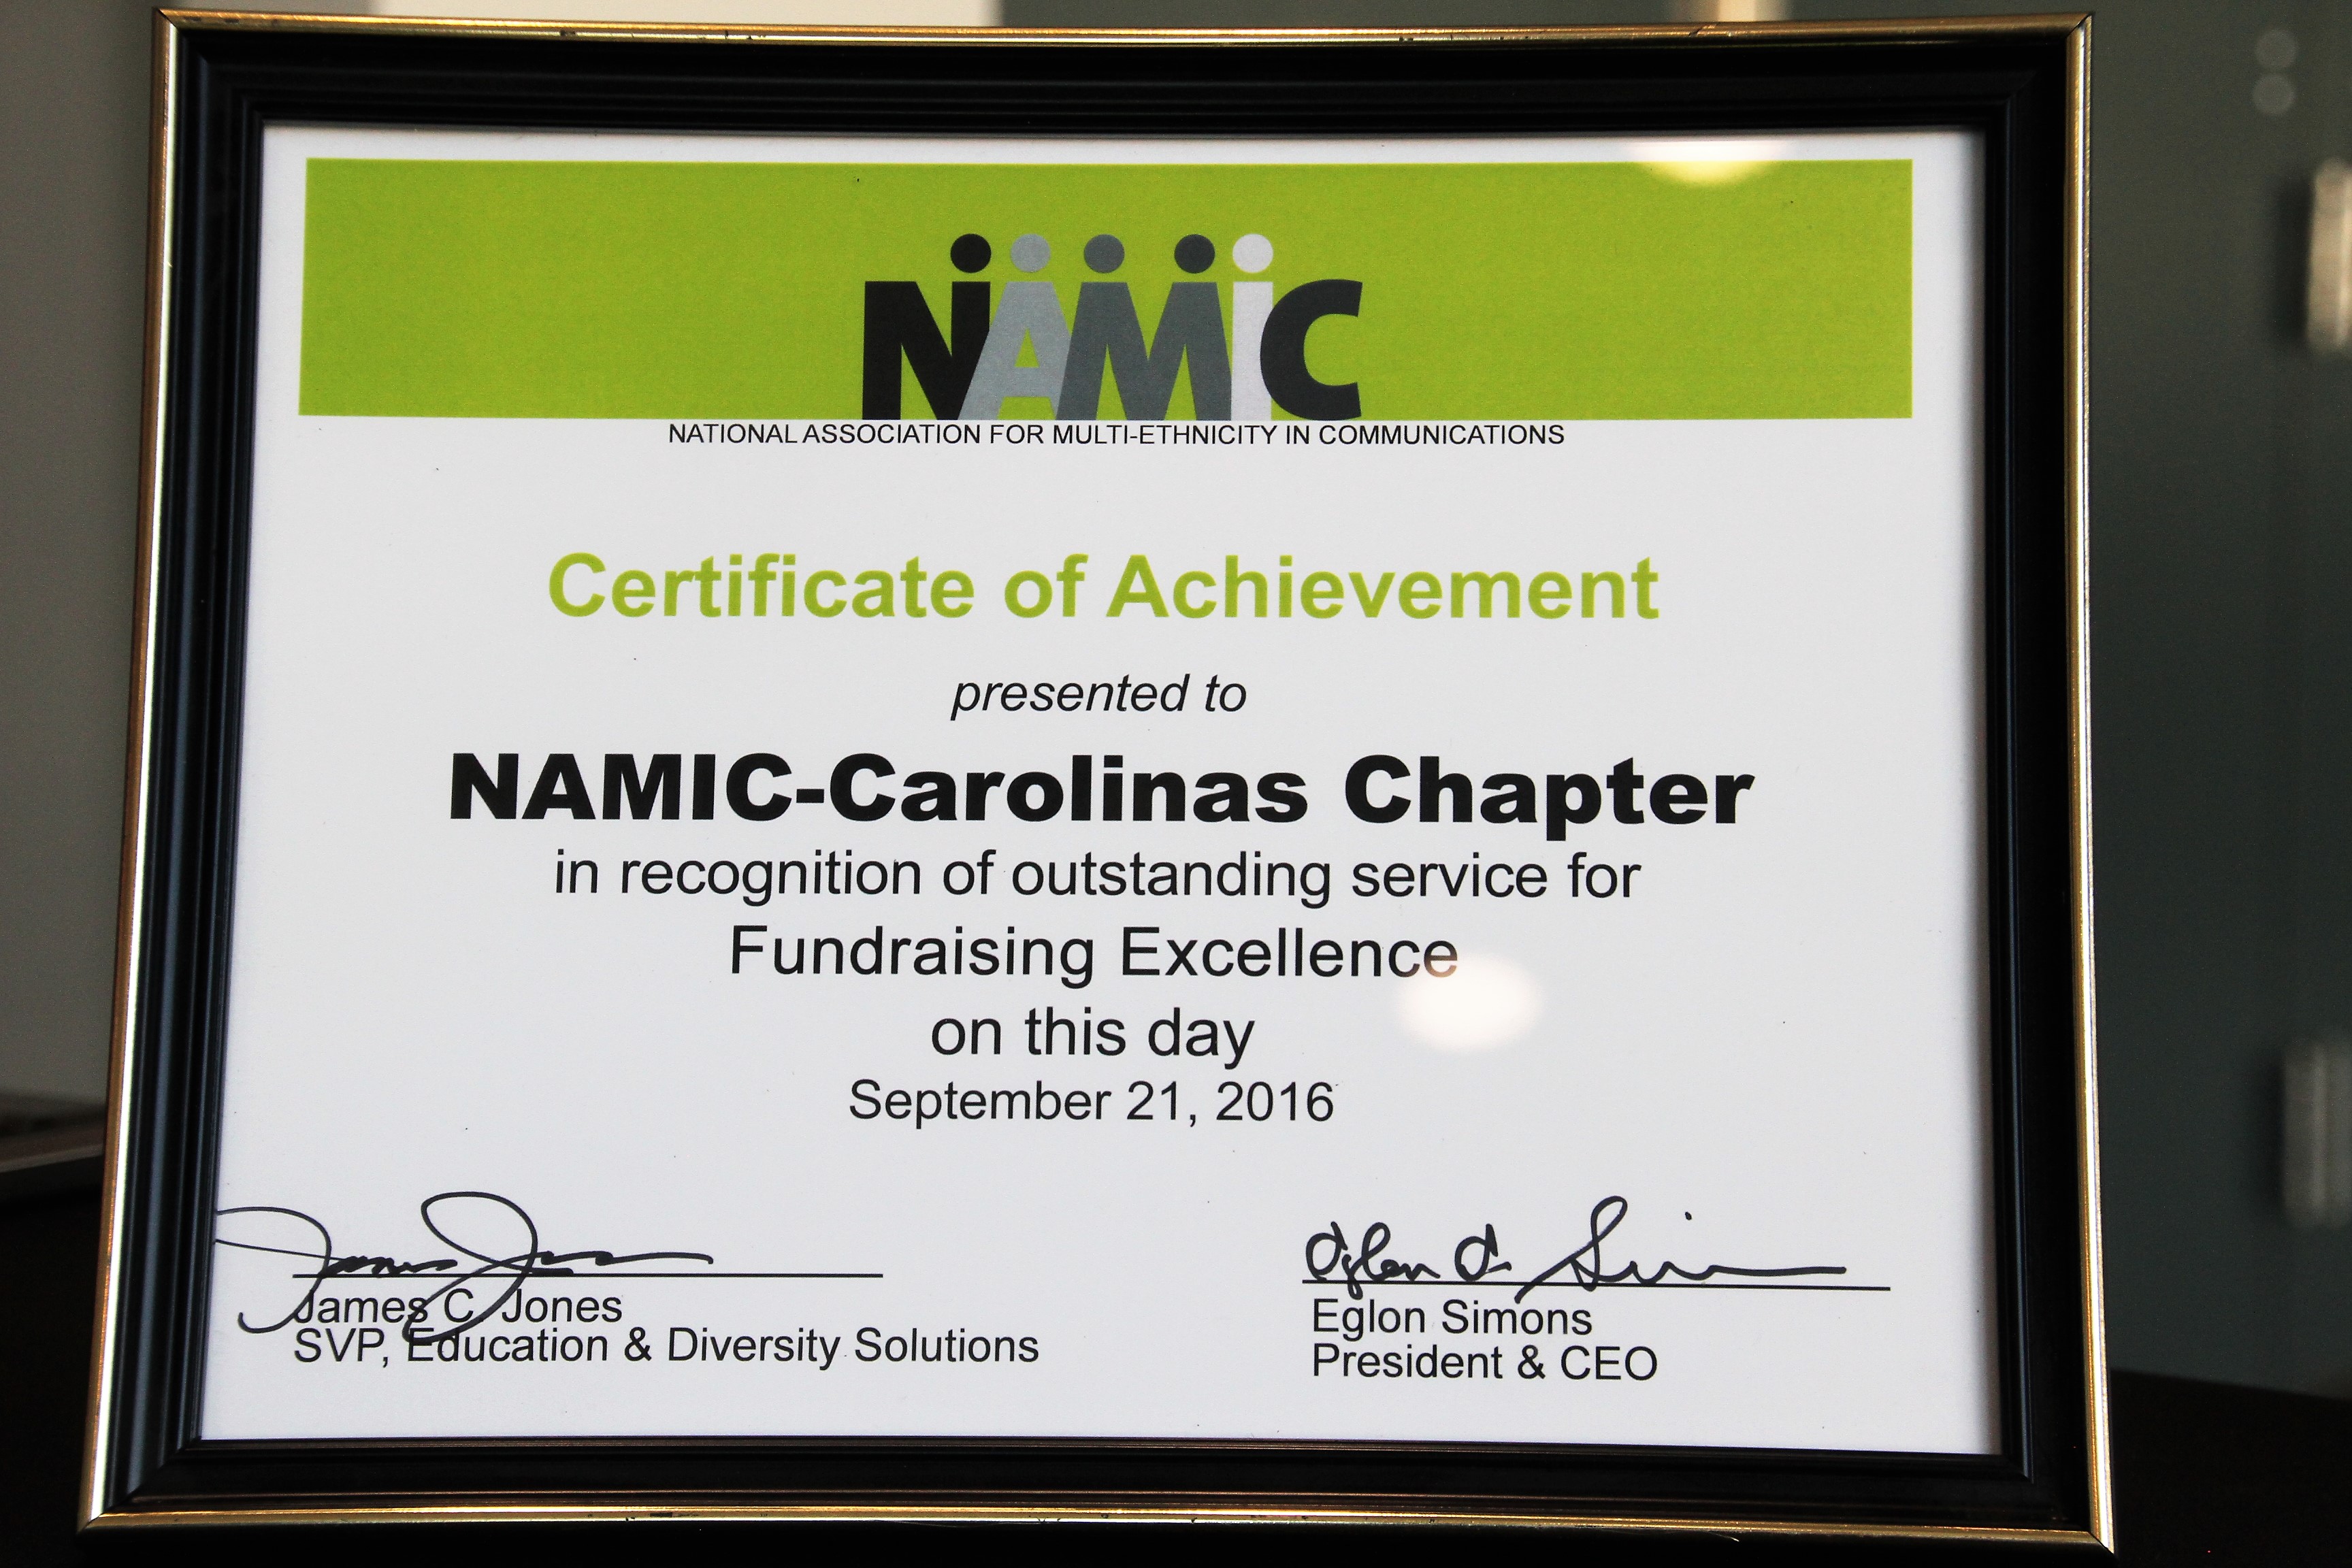 NAMiC
NATIONAL ASSOCIATION FOR MULTI-ETHNICITY IN COMMUNICATIONS
Certificate of Achievement
presented to
NAMIC-Carolinas Chapter
in recognition of outstanding service for
Fundraising Excellence
on this day
September 21, 2016
James Jones
James C. Jones
SVP, Education & Diversity Solutions
Eglon Simons
President & CEO